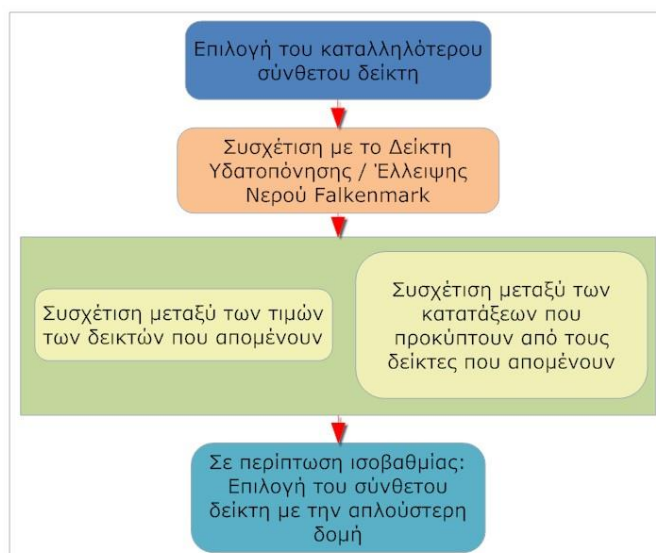 Επιλογή του καταλληλότερου
σύνθετου δείκτη
Συσχέτιση με το Δείκτη
Υδατοπόνησης / Έλλειψης
Νερού Falkenmark
Συσχέτιση μεταξύ των τιμών
των δεικτών που απομένουν
Συσχέτιση μεταξύ των
κατατάξεων που
προκύπτουν από τους
δείκτες που απομένουν
Σε περίπτωση ισοβαθμίας:
Επιλογή του σύνθετου
δείκτη με την απλούστερη
δομή